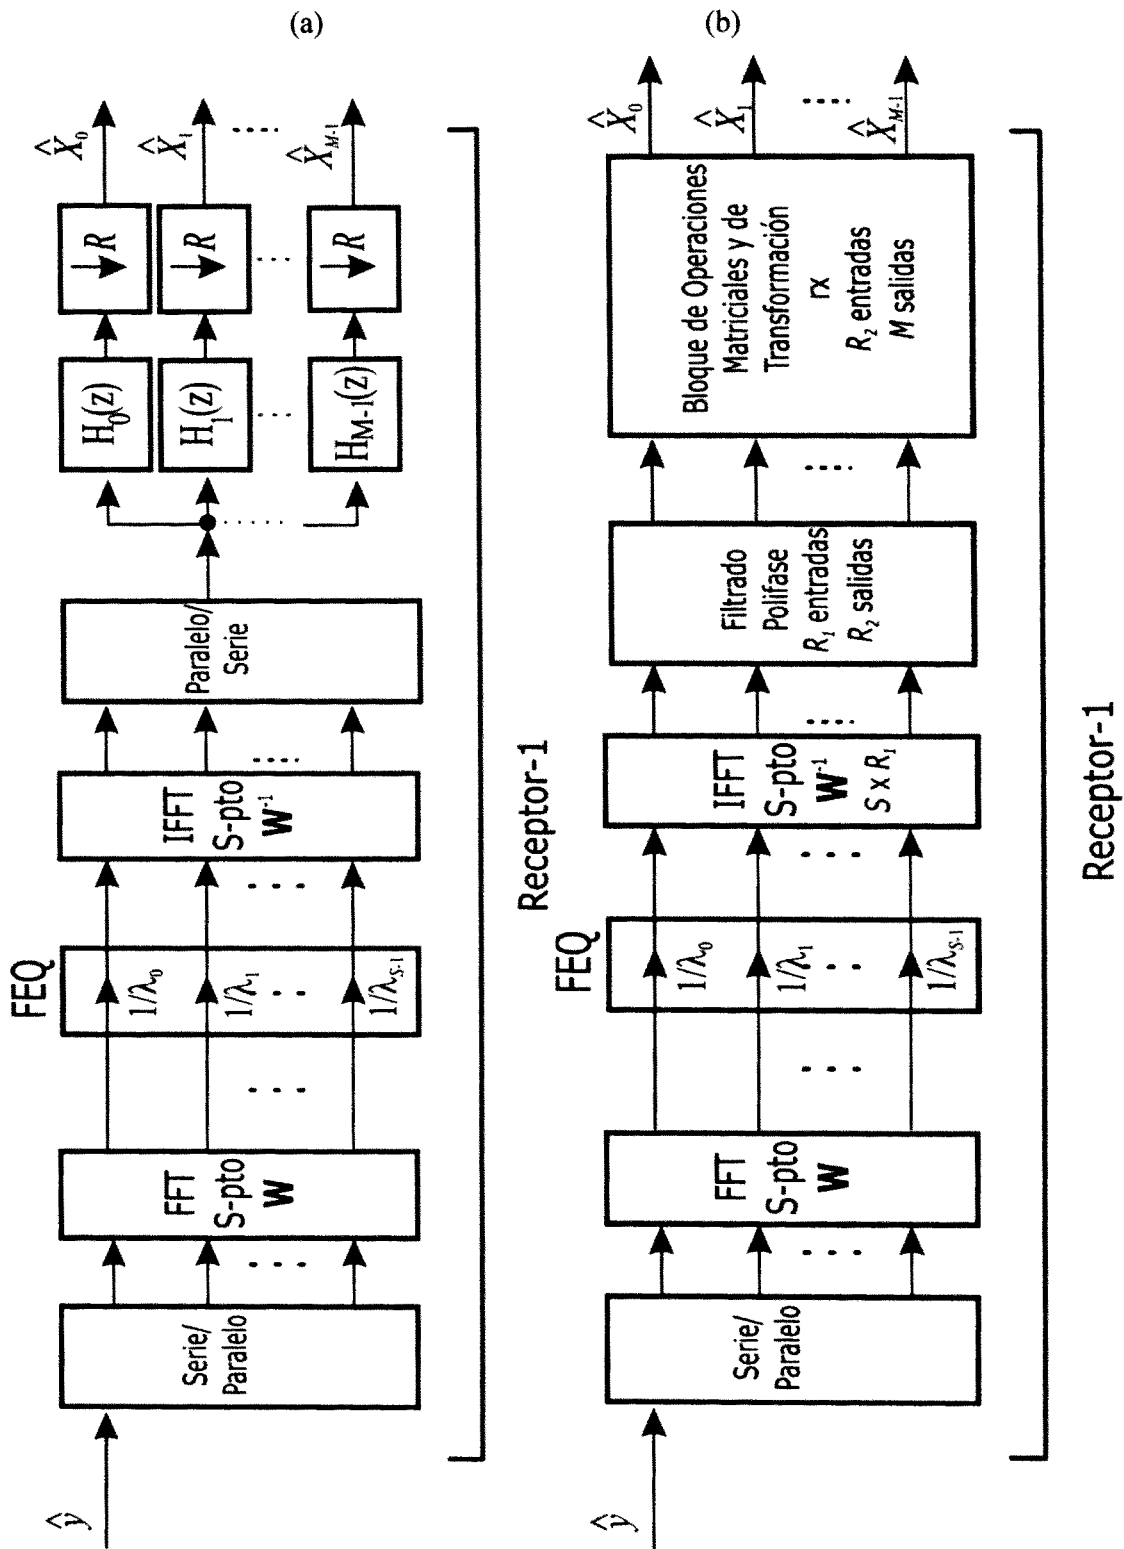 (a)
ŷ
Serie/
Paralelo
FFT
S-pto
W
FEQ
1/λ₀
1/λ₁
1/λ_{S-1}
IFFT
S-pto
W⁻¹
Paralelo/
Serie
H₀(z)
H₁(z)
H_{M-1}(z)
↓R
↓R
↓R
X̂₀
X̂₁
X̂_{M-1}
Receptor-1
(b)
ŷ
Serie/
Paralelo
FFT
S-pto
W
FEQ
1/λ₀
1/λ₁
1/λ_{S-1}
IFFT
S-pto
W⁻¹
S x R₁
Filtrado
Polifase
R₁ entradas
R₂ salidas
Bloque de Operaciones
Matriciales y de
Transformación
rx
R₂ entradas
M salidas
X̂₀
X̂₁
X̂_{M-1}
Receptor-1